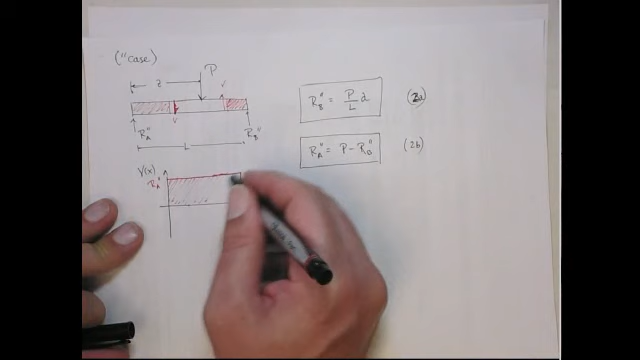 (" case)
z
P
V
V
R_A"
R_B"
L
R_B" = P/L z (2a)
R_A" = P - R_B" (2b)
V(x)
R_A"